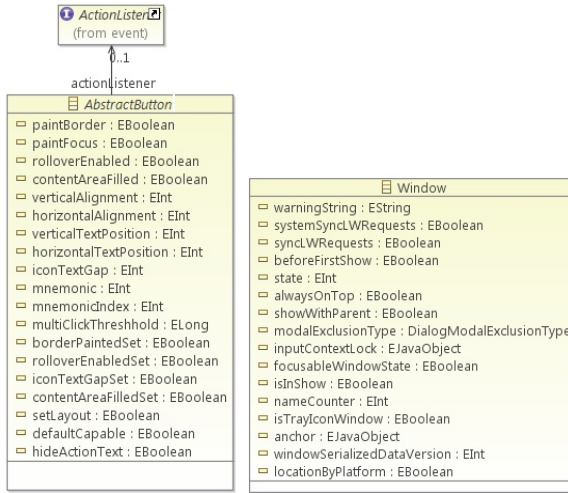 ActionListen
(from event)
0..1
actionListener
AbstractButton
paintBorder : EBoolean
paintFocus : EBoolean
rolloverEnabled : EBoolean
contentAreaFilled : EBoolean
verticalAlignment : EInt
horizontalAlignment : EInt
verticalTextPosition : EInt
horizontalTextPosition : EInt
iconTextGap : EInt
mnemonic : EInt
mnemonicIndex : EInt
multiClickThreshhold : ELong
borderPaintedSet : EBoolean
rolloverEnabledSet : EBoolean
iconTextGapSet : EBoolean
contentAreaFilledSet : EBoolean
setLayout : EBoolean
defaultCapable : EBoolean
hideActionText : EBoolean
Window
warningString : EString
systemSyncLWRequests : EBoolean
syncLWRequests : EBoolean
beforeFirstShow : EBoolean
state : EInt
alwaysOnTop : EBoolean
showWithParent : EBoolean
modalExclusionType : DialogModalExclusionType
inputContextLock : EJavaObject
focusableWindowState : EBoolean
isInShow : EBoolean
nameCounter : EInt
isTrayIconWindow : EBoolean
anchor : EJavaObject
windowSerializedDataVersion : EInt
locationByPlatform : EBoolean